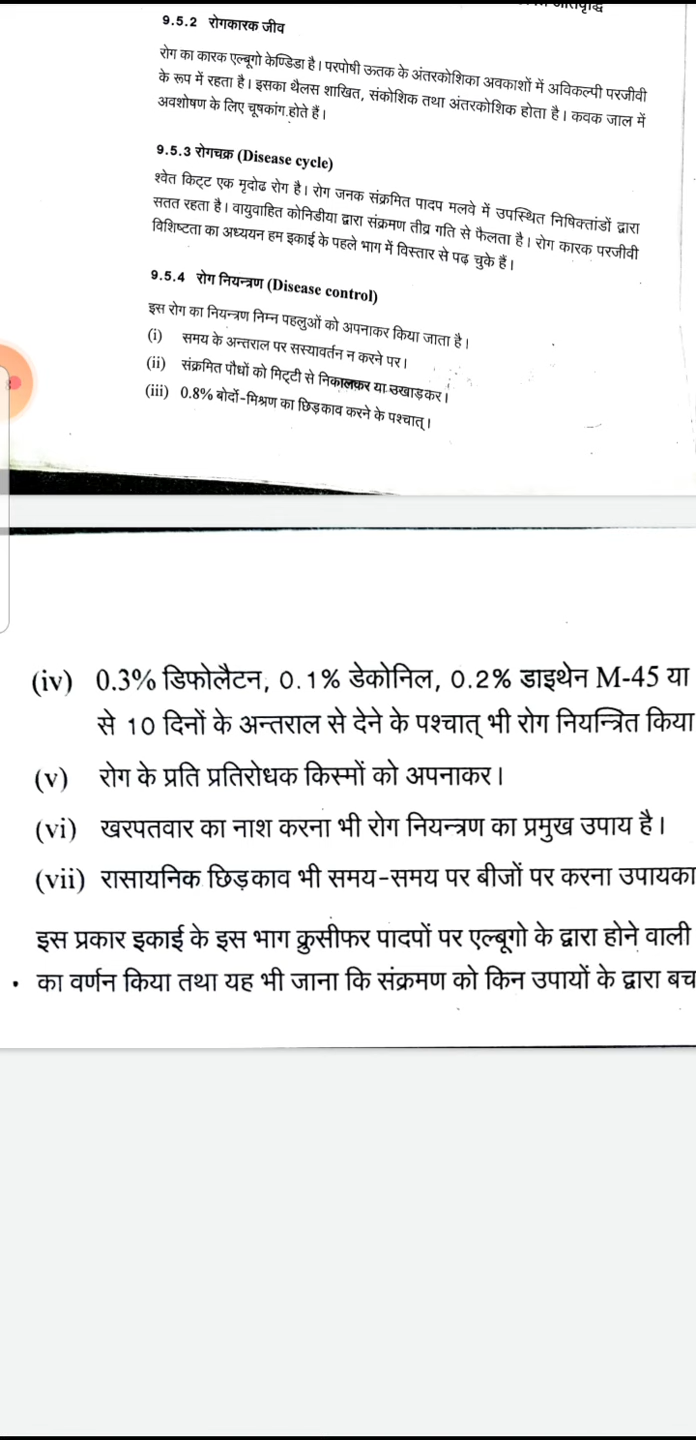 9.5.2 रोगकारक जीव
रोग का कारक एल्बूगो केण्डिडा है। परपोषी ऊतक के अंतरकोशिका अवकाशों में अविकल्पी परजीवी
के रूप में रहता है। इसका थैलस शाखित, संकोशिक तथा अंतरकोशिक होता है। कवक जाल में
अवशोषण के लिए चूषकांग होते हैं।
9.5.3 रोगचक्र (Disease cycle)
श्वेत किट्ट एक मृदोढ रोग है। रोग जनक संक्रमित पादप मलवे में उपस्थित निषिक्तांडों द्वारा
सतत रहता है। वायुवाहित कोनिडीया द्वारा संक्रमण तीव्र गति से फैलता है। रोग कारक परजीवी
विशिष्टता का अध्ययन हम इकाई के पहले भाग में विस्तार से पढ़ चुके हैं।
9.5.4 रोग नियन्त्रण (Disease control)
इस रोग का नियन्त्रण निम्न पहलुओं को अपनाकर किया जाता है।
(i) समय के अन्तराल पर सस्यावर्तन न करने पर।
(ii) संक्रमित पौधों को मिट्टी से निकालकर या उखाड़कर।
(iii) 0.8% बोर्दो-मिश्रण का छिड़काव करने के पश्चात्।
(iv) 0.3% डिफोलैटन, 0.1% डेकोनिल, 0.2% डाइथेन M-45 या
से 10 दिनों के अन्तराल से देने के पश्चात् भी रोग नियन्त्रित किया
(v) रोग के प्रति प्रतिरोधक किस्मों को अपनाकर।
(vi) खरपतवार का नाश करना भी रोग नियन्त्रण का प्रमुख उपाय है।
(vii) रासायनिक छिड़काव भी समय-समय पर बीजों पर करना उपायका
इस प्रकार इकाई के इस भाग क्रुसीफर पादपों पर एल्बूगो के द्वारा होने वाली
का वर्णन किया तथा यह भी जाना कि संक्रमण को किन उपायों के द्वारा बच